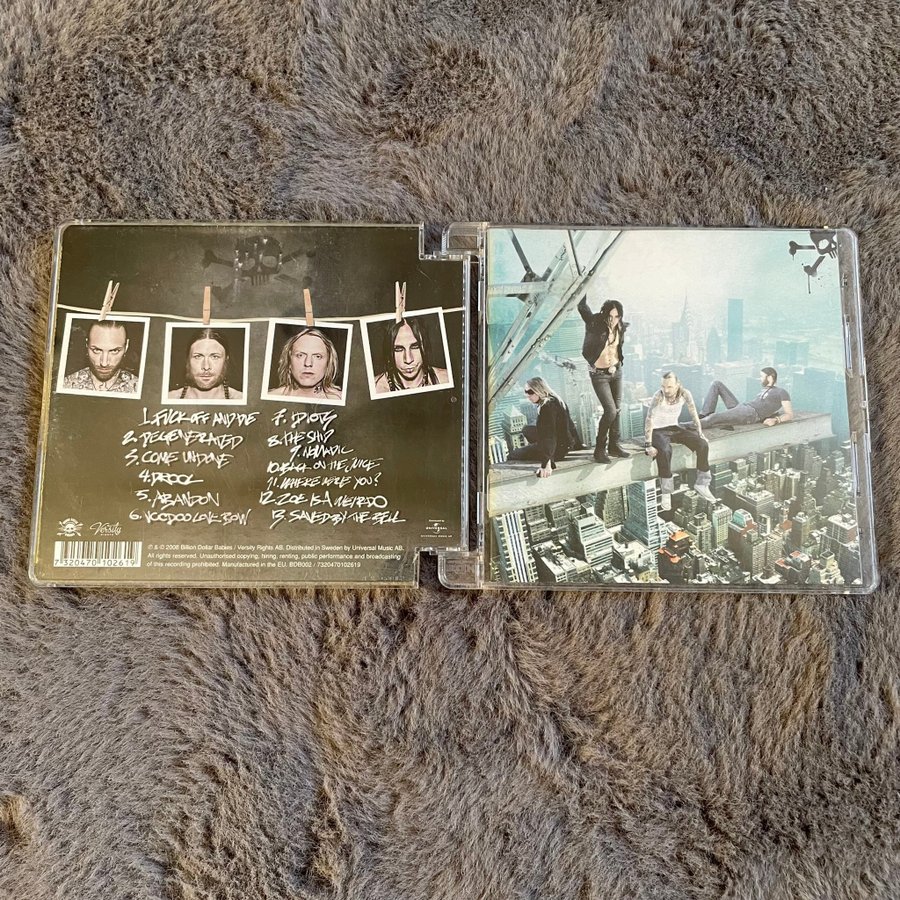 1. FUCK OFF AND DIE
2. DEGENERATED
3. COME UNDONE
4. DROOL
5. ABANDON
6. VOODOO LOVE BOW
7. IDIOTS
8. THE SHIP
9. NOMADIC
10. BACK ON THE JUICE
11. WHERE WERE YOU?
12. ZOE IS A WEIRDO
13. SAVED BY THE BELL
Versity
UNIVERSAL
7 320470 102619
℗ & © 2008 Billion Dollar Babies / Versity Rights AB. Distributed in Sweden by Universal Music AB.
All rights reserved. Unauthorised copying, hiring, renting, public performance and broadcasting
of this recording prohibited. Manufactured in the EU. BDB002 / 7320470102619